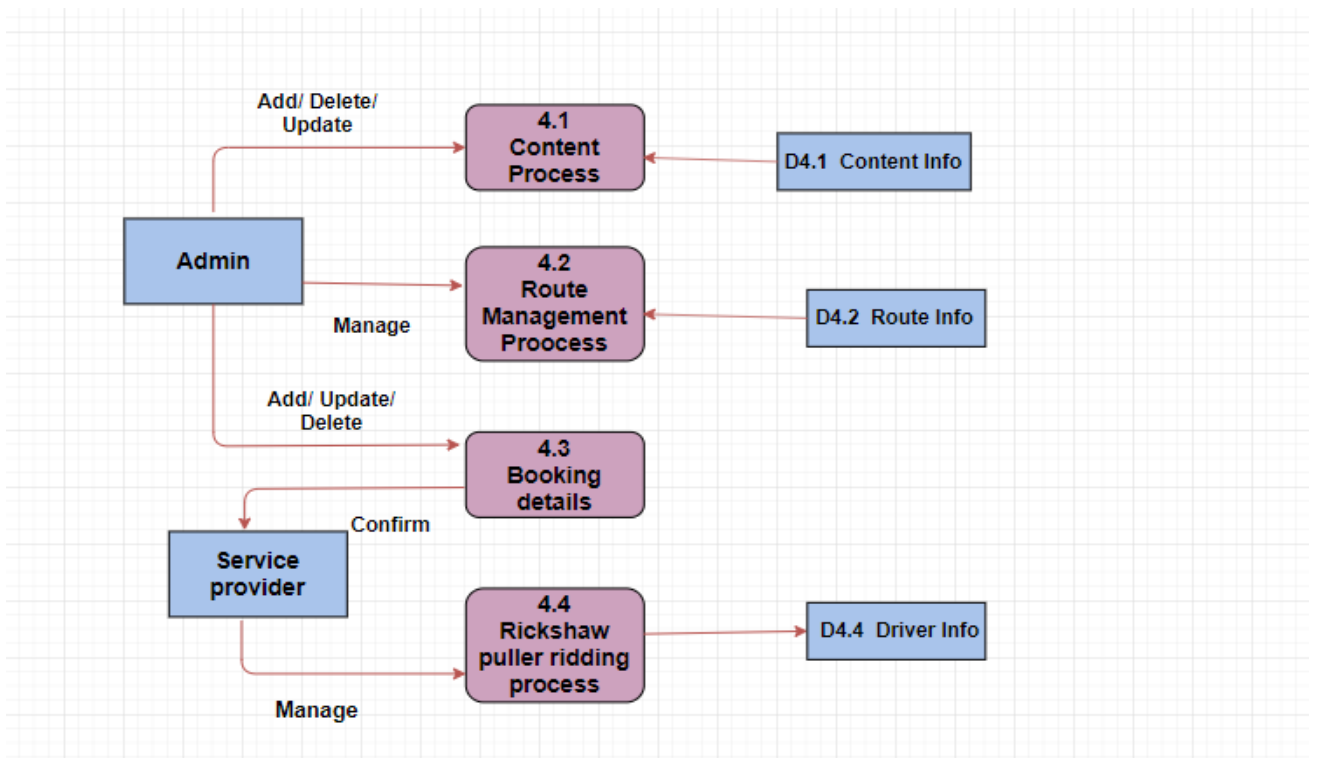 Add/ Delete/
Update
4.1
Content
Process
D4.1  Content Info
Admin
4.2
Route
Management
Proocess
D4.2  Route Info
Manage
Add/ Update/
Delete
4.3
Booking
details
Confirm
Service
provider
4.4
Rickshaw
puller ridding
process
D4.4  Driver Info
Manage